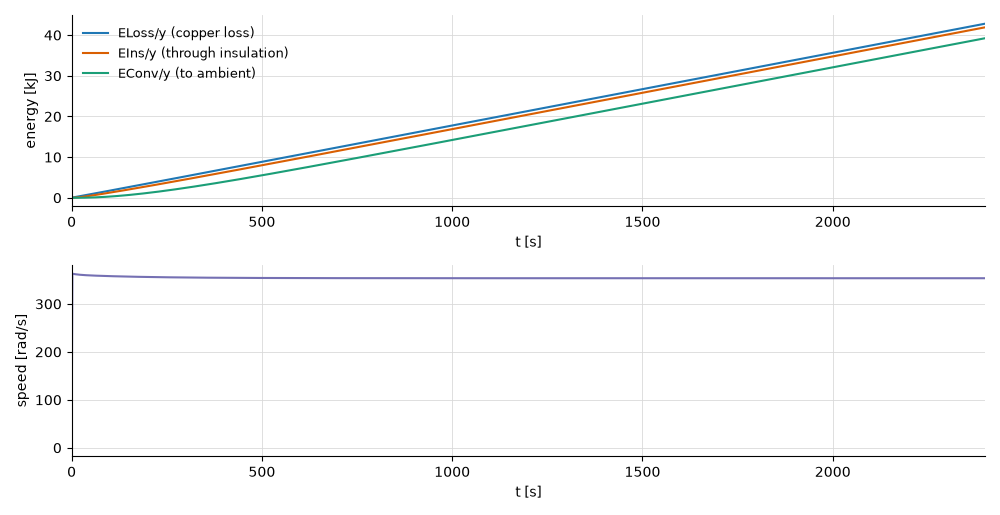 40
30
20
10
0
energy [kJ]
ELoss/y (copper loss)
EIns/y (through insulation)
EConv/y (to ambient)
0 500 1000 1500 2000
t [s]
300
200
100
0
speed [rad/s]
0 500 1000 1500 2000
t [s]